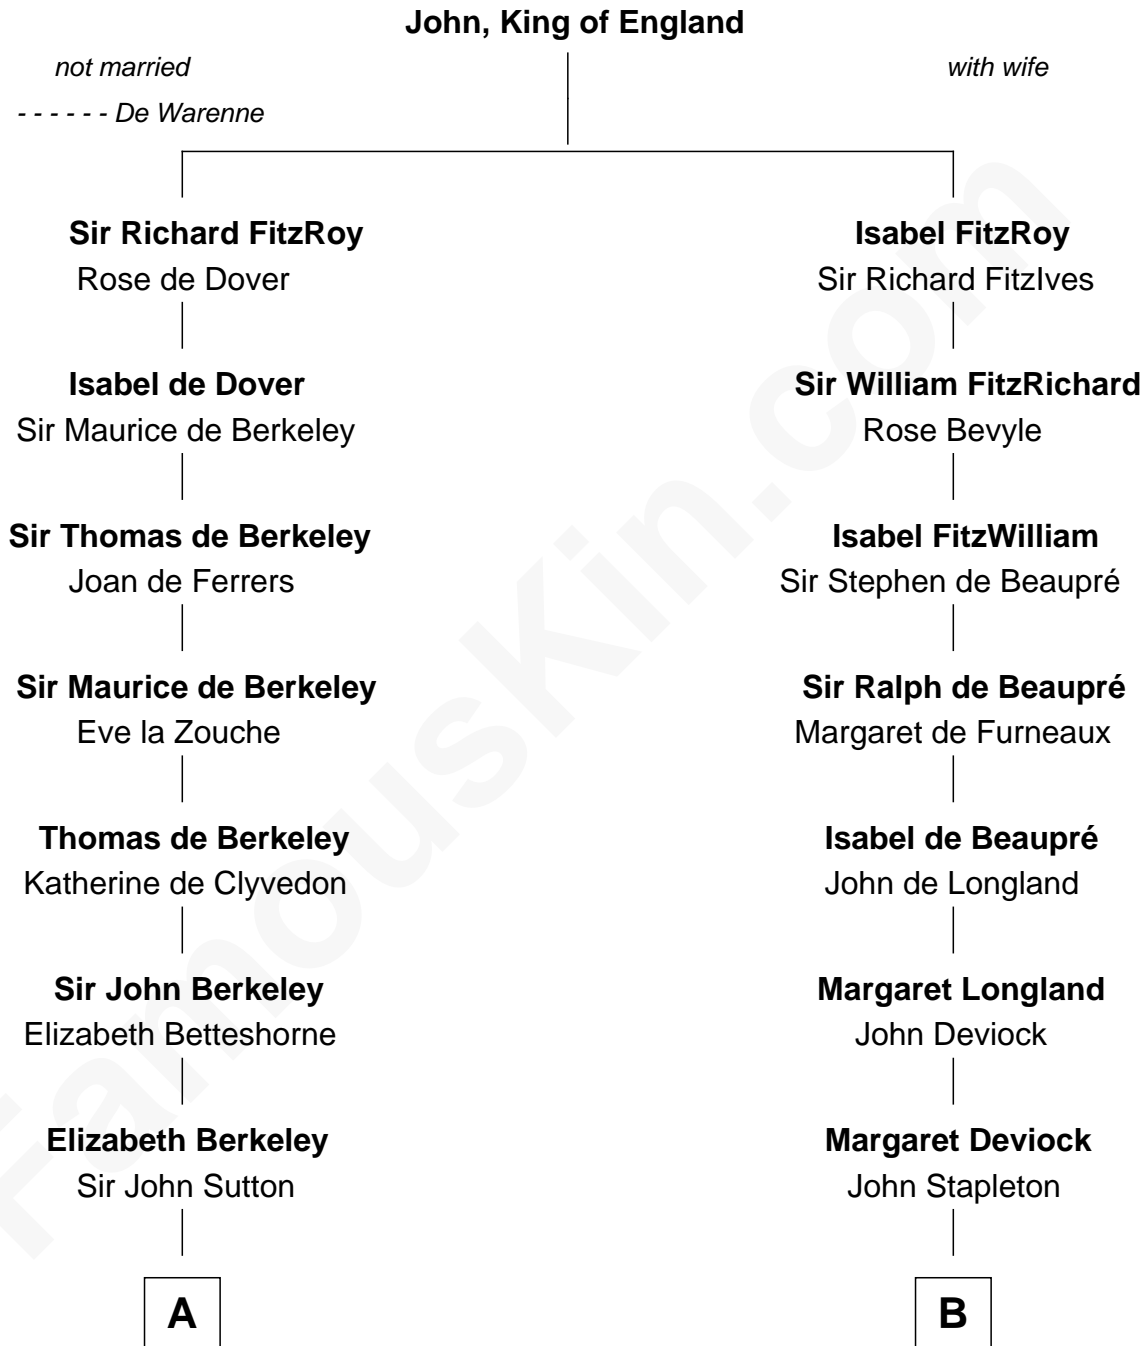 John, King of England
not married
with wife
- - - - - - De Warenne
Sir Richard FitzRoy
Rose de Dover
Isabel de Dover
Sir Maurice de Berkeley
Sir Thomas de Berkeley
Joan de Ferrers
Sir Maurice de Berkeley
Eve la Zouche
Thomas de Berkeley
Katherine de Clyvedon
Sir John Berkeley
Elizabeth Betteshorne
Elizabeth Berkeley
Sir John Sutton
A
Isabel FitzRoy
Sir Richard FitzIves
Sir William FitzRichard
Rose Bevyle
Isabel FitzWilliam
Sir Stephen de Beaupré
Sir Ralph de Beaupré
Margaret de Furneaux
Isabel de Beaupré
John de Longland
Margaret Longland
John Deviock
Margaret Deviock
John Stapleton
B
FamousKin.com